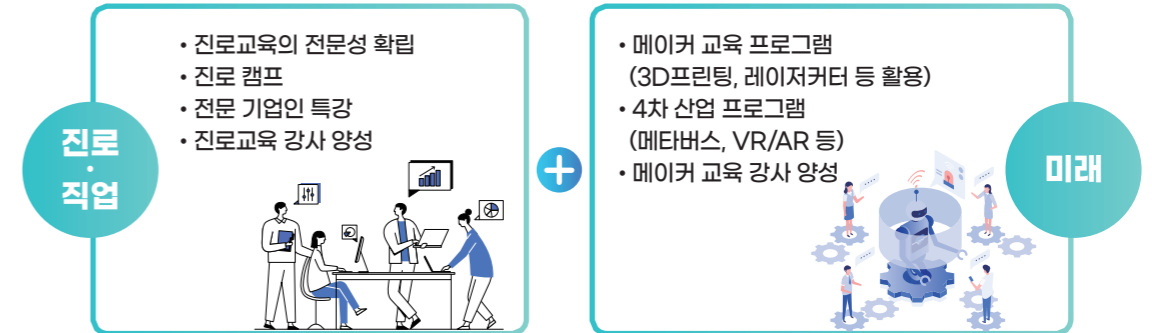 진로
·
직업
• 진로교육의 전문성 확립
• 진로 캠프
• 전문 기업인 특강
• 진로교육 강사 양성
• 메이커 교육 프로그램
(3D프린팅, 레이저커터 등 활용)
• 4차 산업 프로그램
(메타버스, VR/AR 등)
• 메이커 교육 강사 양성
미래